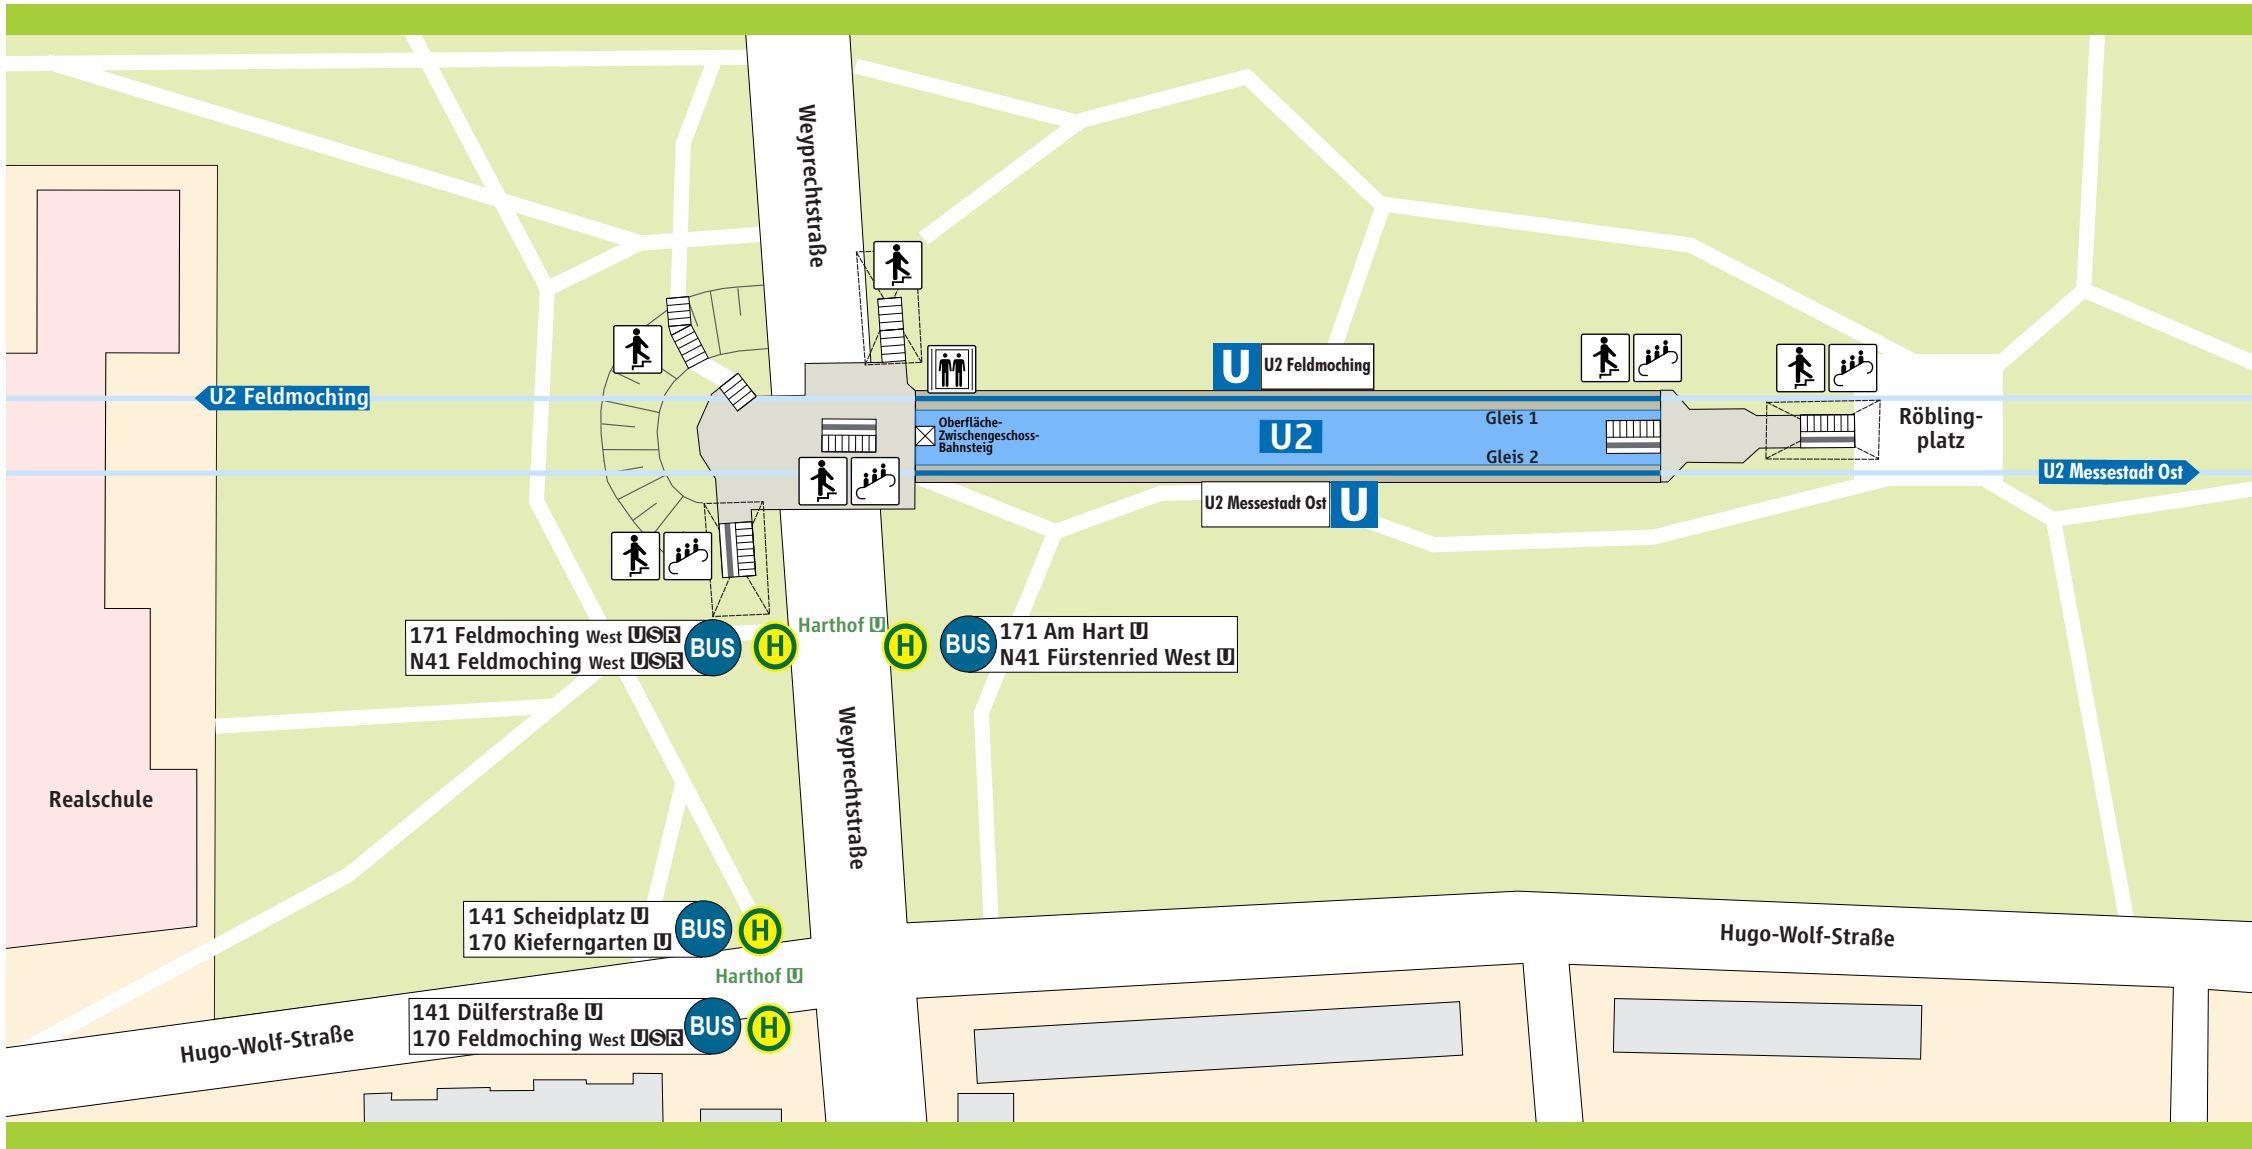 Weyprechtstraße
U U2 Feldmoching
U2 Feldmoching
Oberfläche-
Zwischengeschoss-
Bahnsteig
U2
Gleis 1
Gleis 2
Röbling-
platz
U2 Messestadt Ost
U2 Messestadt Ost U
171 Feldmoching West U S R
N41 Feldmoching West U S R
BUS
H
Harthof U
H
BUS
171 Am Hart U
N41 Fürstenried West U
Weyprechtstraße
Realschule
141 Scheidplatz U
170 Kieferngarten U
BUS
H
Harthof U
141 Dülferstraße U
170 Feldmoching West U S R
BUS
H
Hugo-Wolf-Straße
Hugo-Wolf-Straße